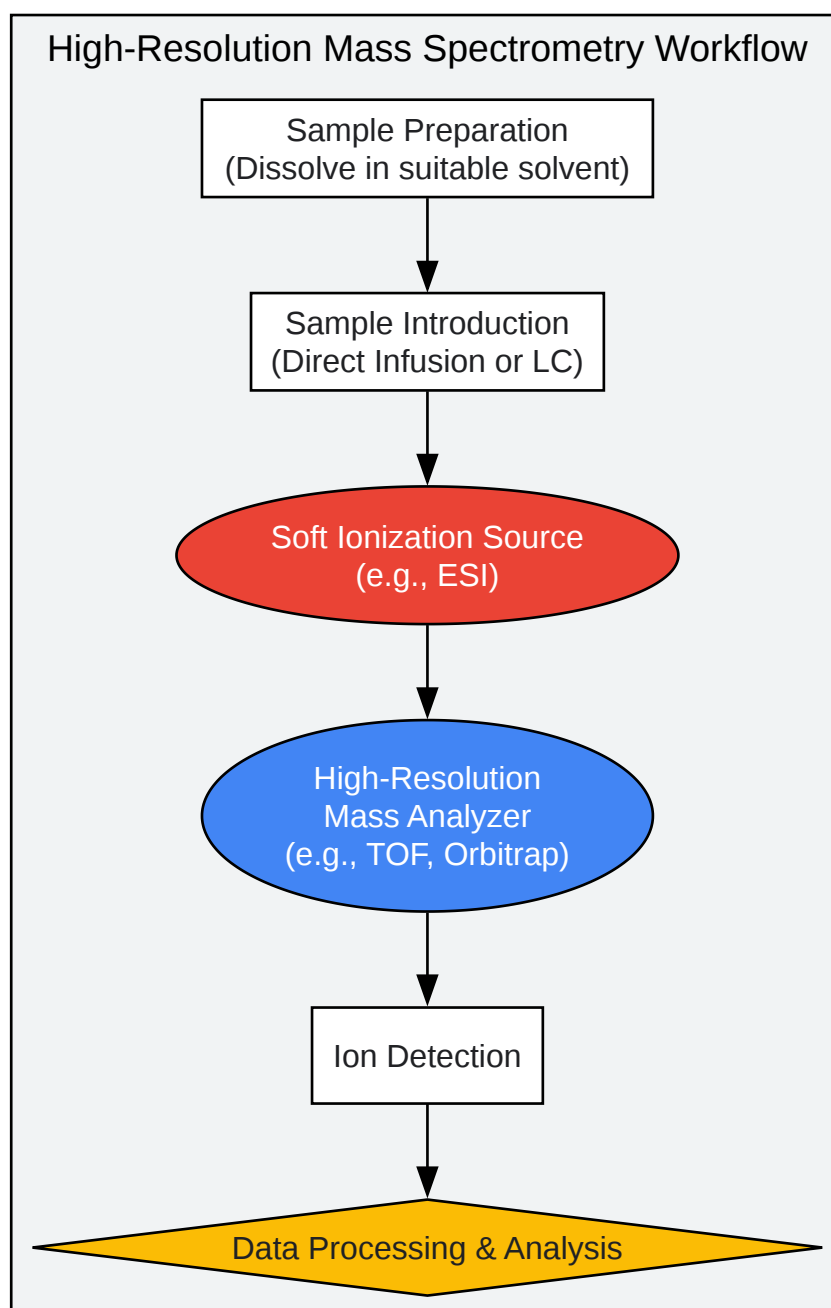 High-Resolution Mass Spectrometry Workflow
Sample Preparation
(Dissolve in suitable solvent)
Sample Introduction
(Direct Infusion or LC)
Soft Ionization Source
(e.g., ESI)
High-Resolution
Mass Analyzer
(e.g., TOF, Orbitrap)
Ion Detection
Data Processing & Analysis